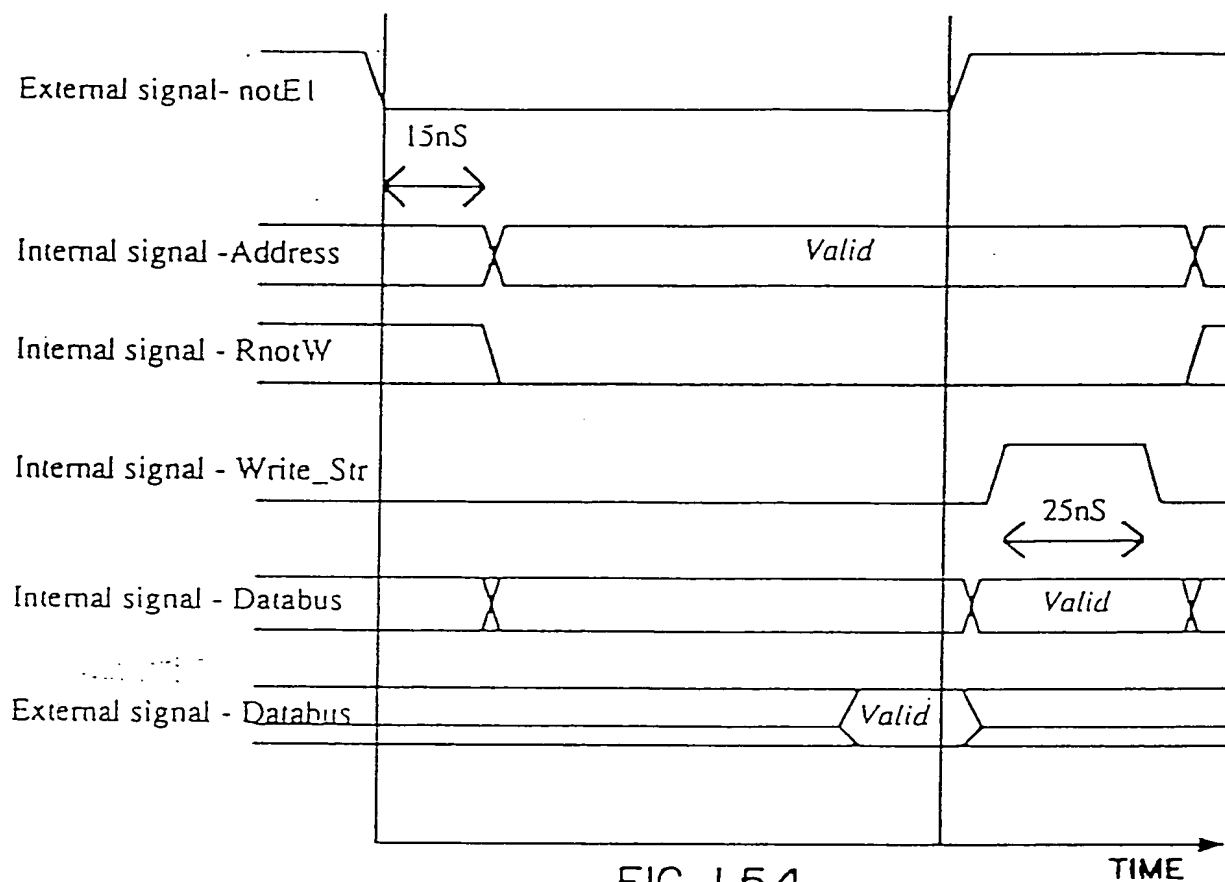 External signal- notE1
15nS
Internal signal -Address
Valid
Internal signal - RnotW
Internal signal - Write_Str
25nS
Internal signal - Databus
Valid
External signal - Databus
Valid
TIME